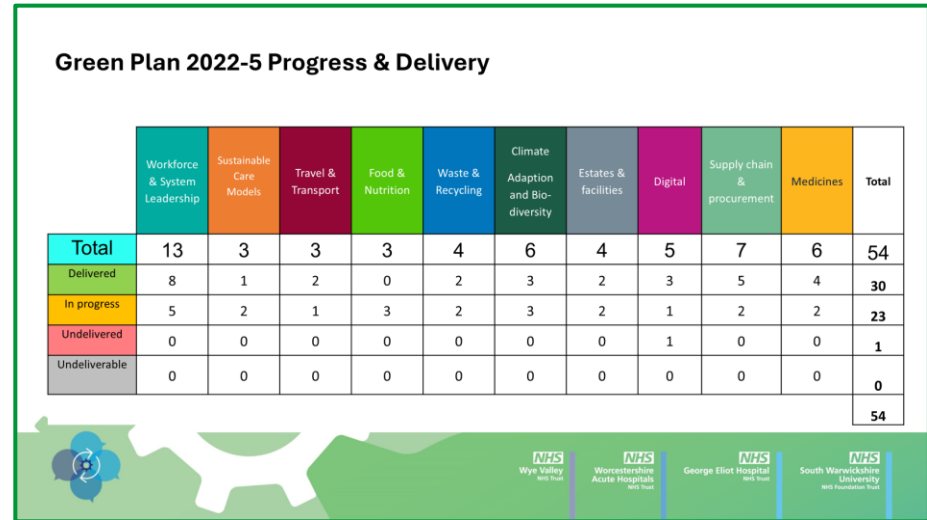 Green Plan 2022-5 Progress & Delivery
Workforce
& System
Leadership
Sustainable
Care
Models
Travel &
Transport
Food &
Nutrition
Waste &
Recycling
Climate
Adaption
and Bio-
diversity
Estates &
facilities
Digital
Supply chain
&
procurement
Medicines
Total
Total 13 3 3 3 4 6 4 5 7 6 54
Delivered 8 1 2 0 2 3 2 3 5 4 30
In progress 5 2 1 3 2 3 2 1 2 2 23
Undelivered 0 0 0 0 0 0 0 1 0 0 1
Undeliverable 0 0 0 0 0 0 0 0 0 0 0
54
NHS
Wye Valley
NHS Trust
NHS
Worcestershire
Acute Hospitals
NHS Trust
NHS
George Eliot Hospital
NHS Trust
NHS
South Warwickshire
University
NHS Foundation Trust